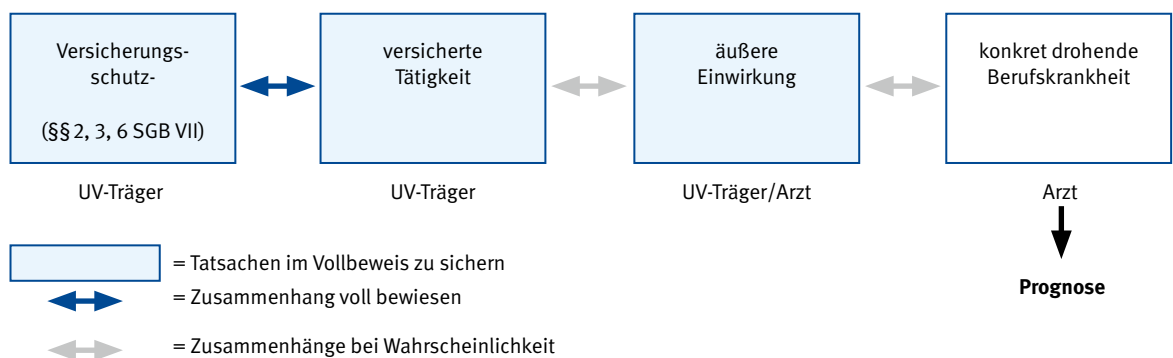 Versicherungs-
schutz-
(§§ 2, 3, 6 SGB VII)
versicherte
Tätigkeit
äußere
Einwirkung
konkret drohende
Berufskrankheit
UV-Träger
UV-Träger
UV-Träger/Arzt
Arzt
Prognose
= Tatsachen im Vollbeweis zu sichern
= Zusammenhang voll bewiesen
= Zusammenhänge bei Wahrscheinlichkeit